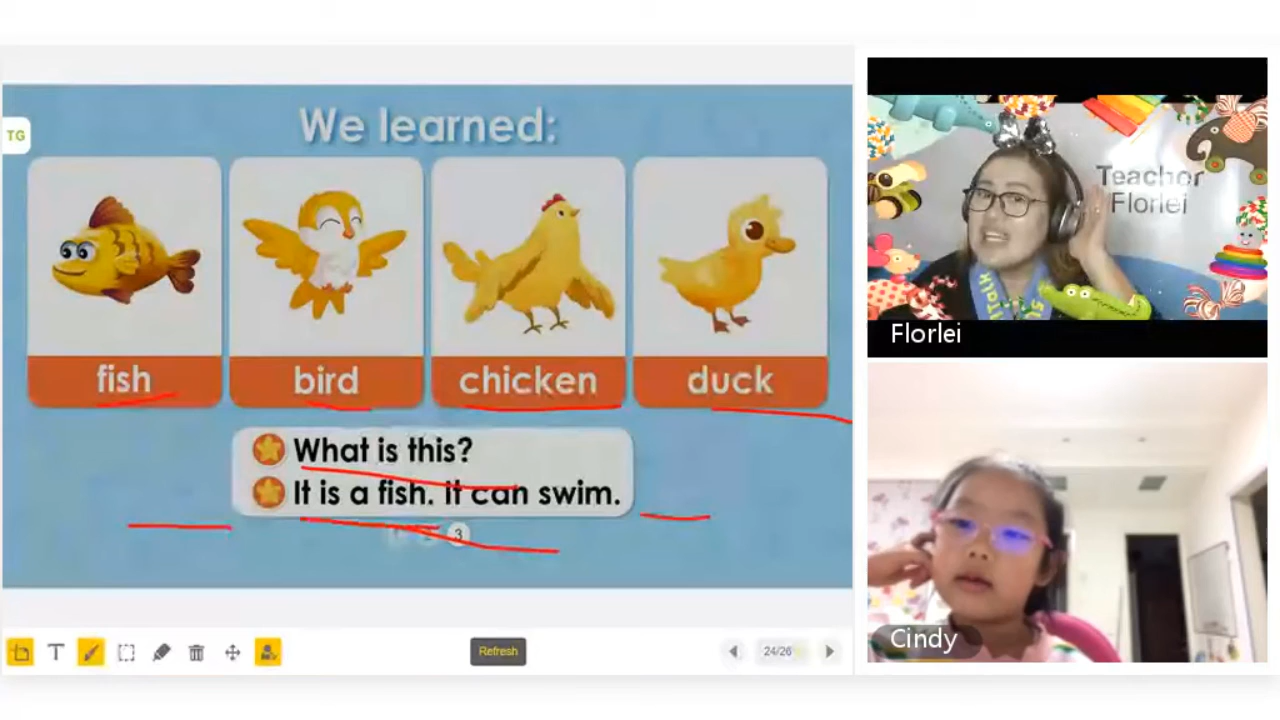 TG
We learned:
fish
bird
chicken
duck
What is this?
It is a fish. It can swim.
3
T
Refresh
24/26
Teacher
Florlei
Florlei
Cindy